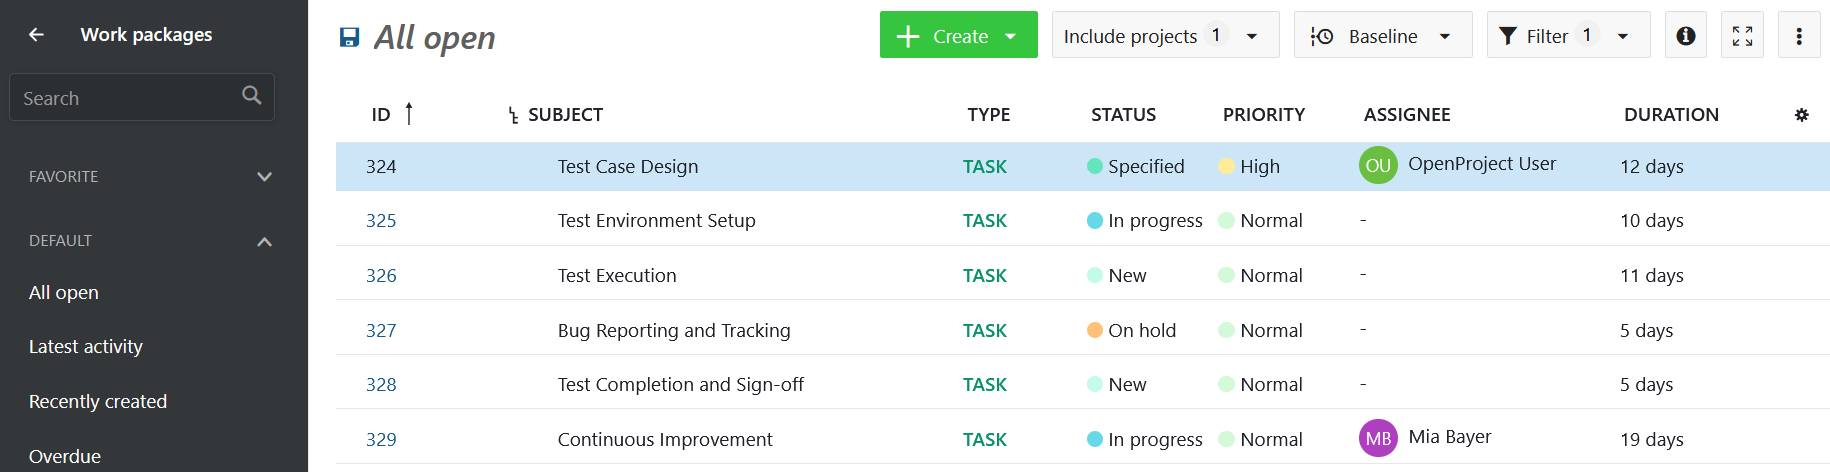 Work packages
Search
FAVORITE
DEFAULT
All open
Latest activity
Recently created
Overdue
All open
Create
Include projects 1
Baseline
Filter 1
ID SUBJECT TYPE STATUS PRIORITY ASSIGNEE DURATION
324 Test Case Design TASK Specified High OU OpenProject User 12 days
325 Test Environment Setup TASK In progress Normal - 10 days
326 Test Execution TASK New Normal - 11 days
327 Bug Reporting and Tracking TASK On hold Normal - 5 days
328 Test Completion and Sign-off TASK New Normal - 5 days
329 Continuous Improvement TASK In progress Normal MB Mia Bayer 19 days